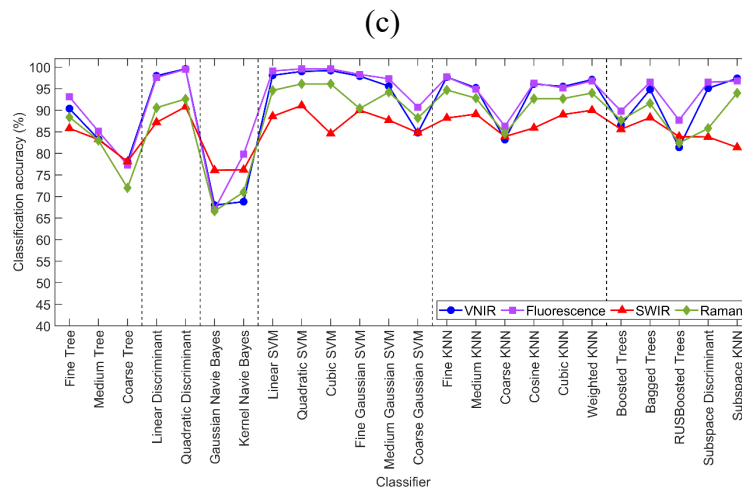 (c)
Classification accuracy (%)
100
95
90
85
80
75
70
65
60
55
50
45
40
VNIR Fluorescence SWIR Raman
Fine Tree
Medium Tree
Coarse Tree
Linear Discriminant
Quadratic Discriminant
Gaussian Navie Bayes
Kernel Navie Bayes
Linear SVM
Quadratic SVM
Cubic SVM
Fine Gaussian SVM
Medium Gaussian SVM
Coarse Gaussian SVM
Fine KNN
Medium KNN
Coarse KNN
Cosine KNN
Cubic KNN
Weighted KNN
Boosted Trees
Bagged Trees
RUSBoosted Trees
Subspace Discriminant
Subspace KNN
Classifier